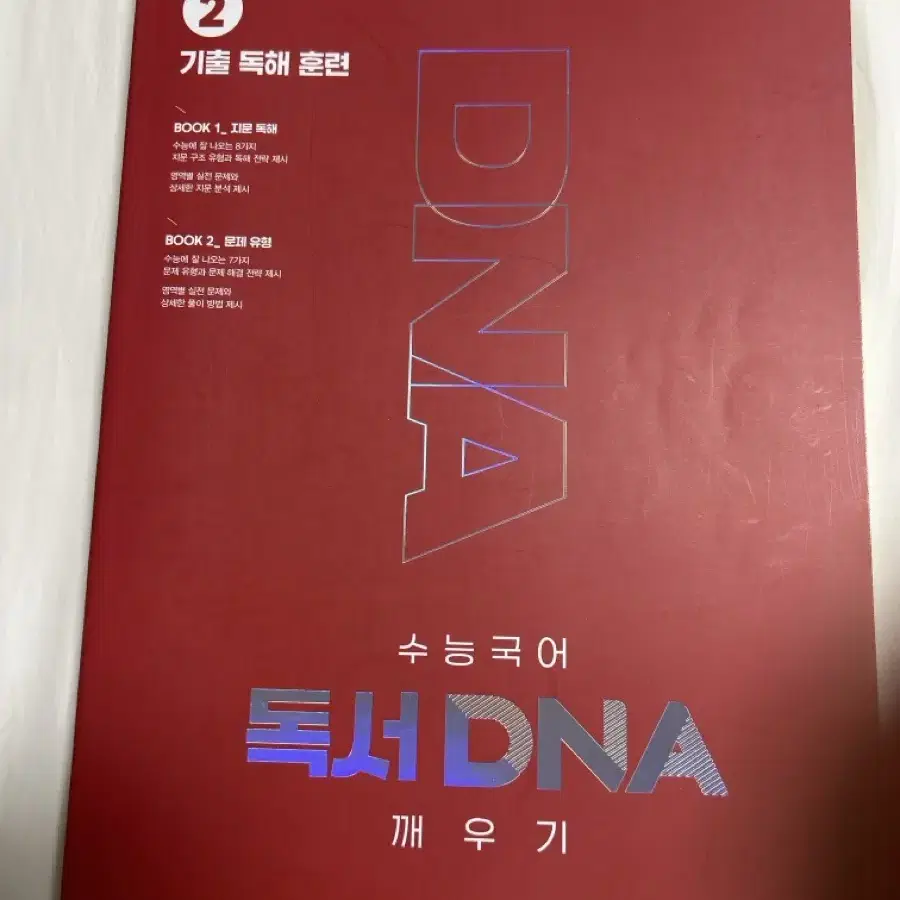 2
기출 독해 훈련
BOOK 1_ 지문 독해
수능에 잘 나오는 8가지
지문 구조 유형과 독해 전략 제시
영역별 실전 문제와
상세한 지문 분석 제시
BOOK 2_ 문제 유형
수능에 잘 나오는 7가지
문제 유형과 문제 해결 전략 제시
영역별 실전 문제와
상세한 풀이 방법 제시
DNA
수능국어
독서 DNA
깨우기